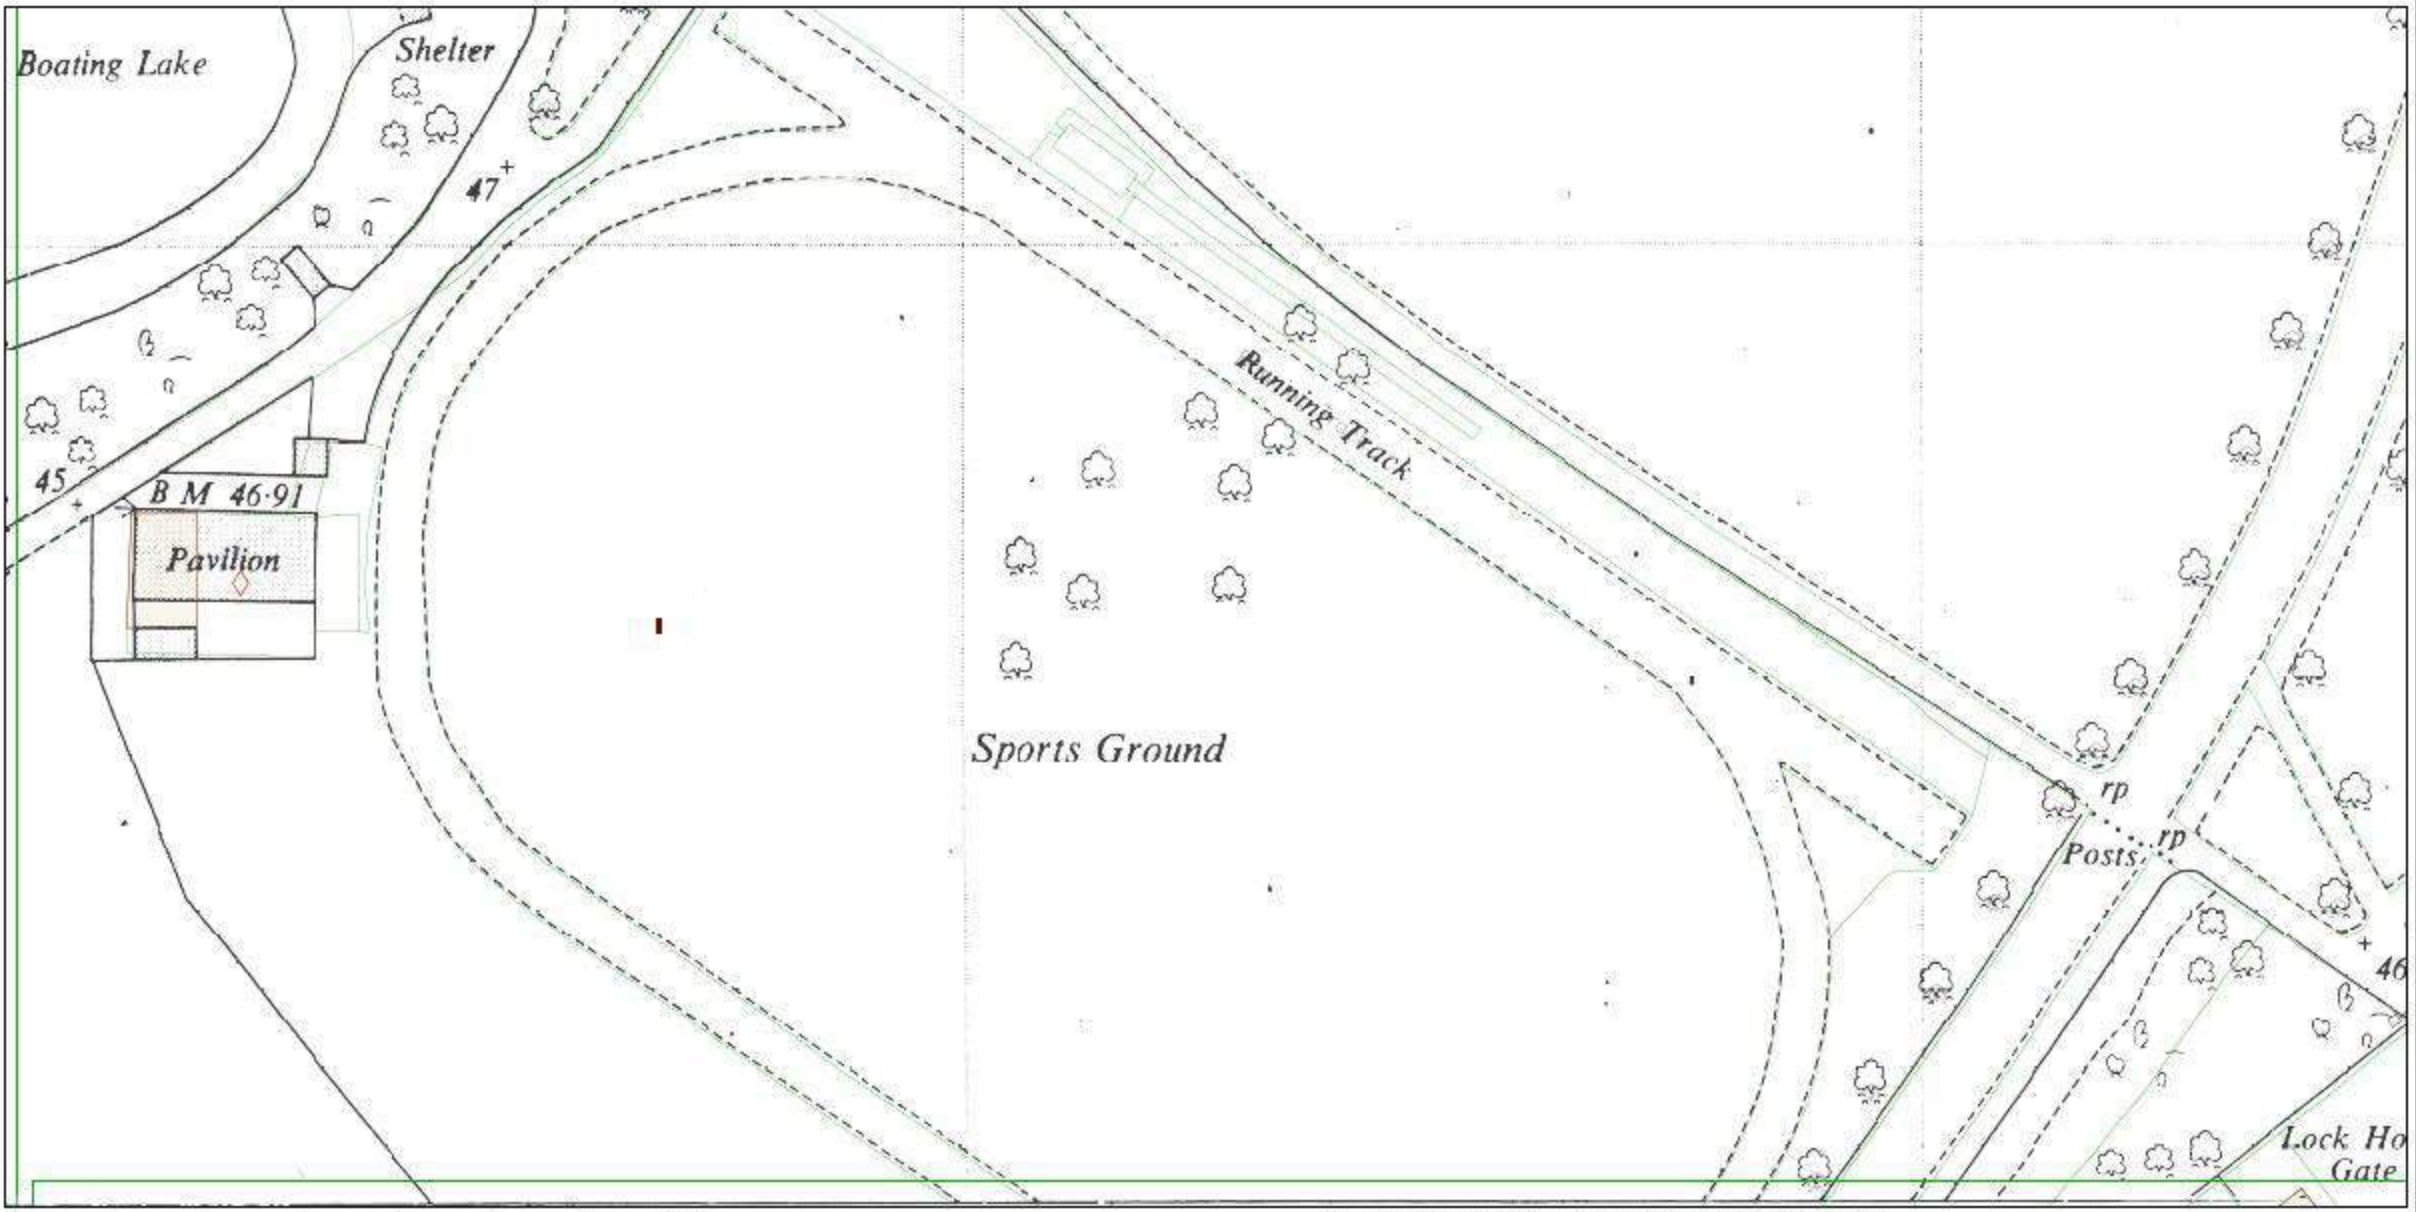 Boating Lake
Shelter
47
45
B M 46·91
Pavilion
Running Track
Sports Ground
rp
rp
Posts
46
Lock Ho
Gate